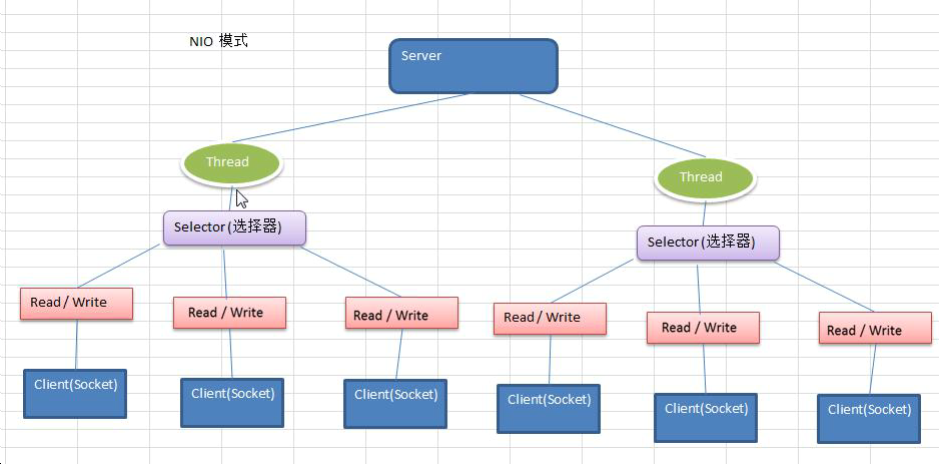 NIO 模式
Server
Thread
Thread
Selector(选择器)
Selector(选择器)
Read / Write
Read / Write
Read / Write
Read / Write
Read / Write
Read / Write
Client(Socket)
Client(Socket)
Client(Socket)
Client(Socket)
Client(Socket)
Client(Socket)